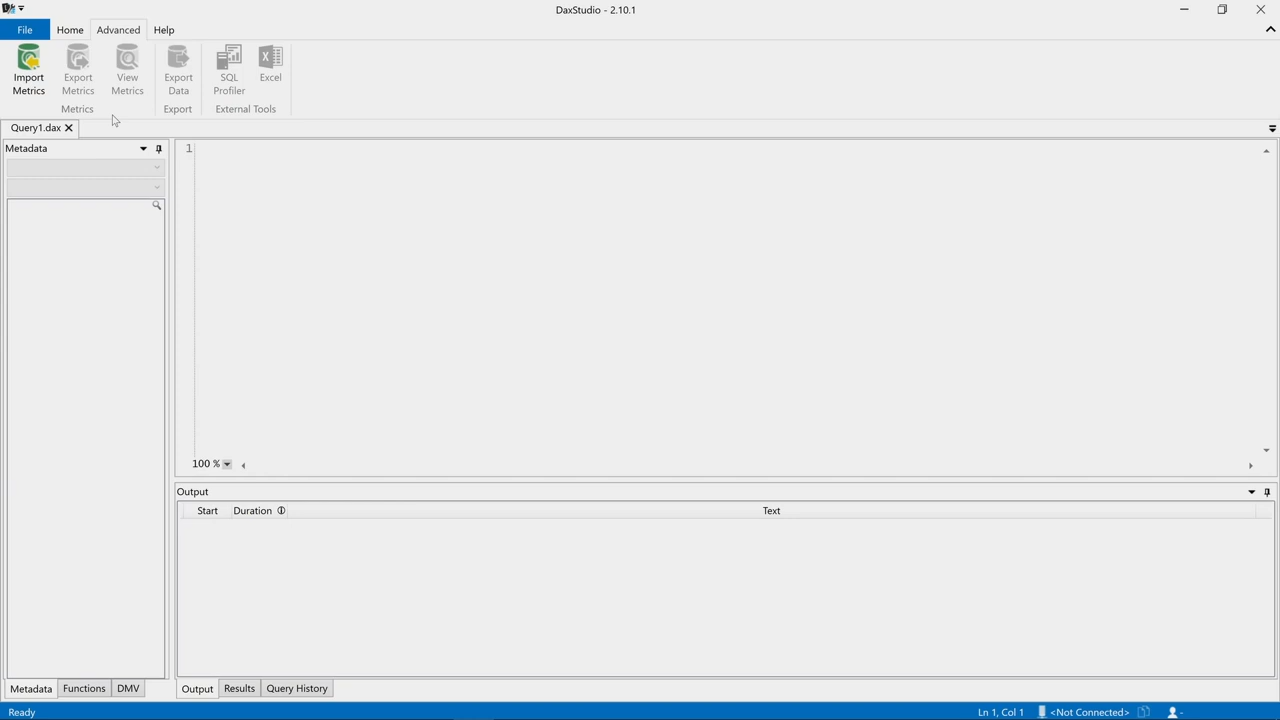 DaxStudio - 2.10.1
File Home Advanced Help
Import Metrics
Export Metrics
View Metrics
Export Data
SQL Profiler
Excel
Metrics
Export
External Tools
Query1.dax
Metadata
1
100 %
Output
Start Duration Text
Metadata Functions DMV
Output Results Query History
Ready
Ln 1, Col 1 <Not Connected> -